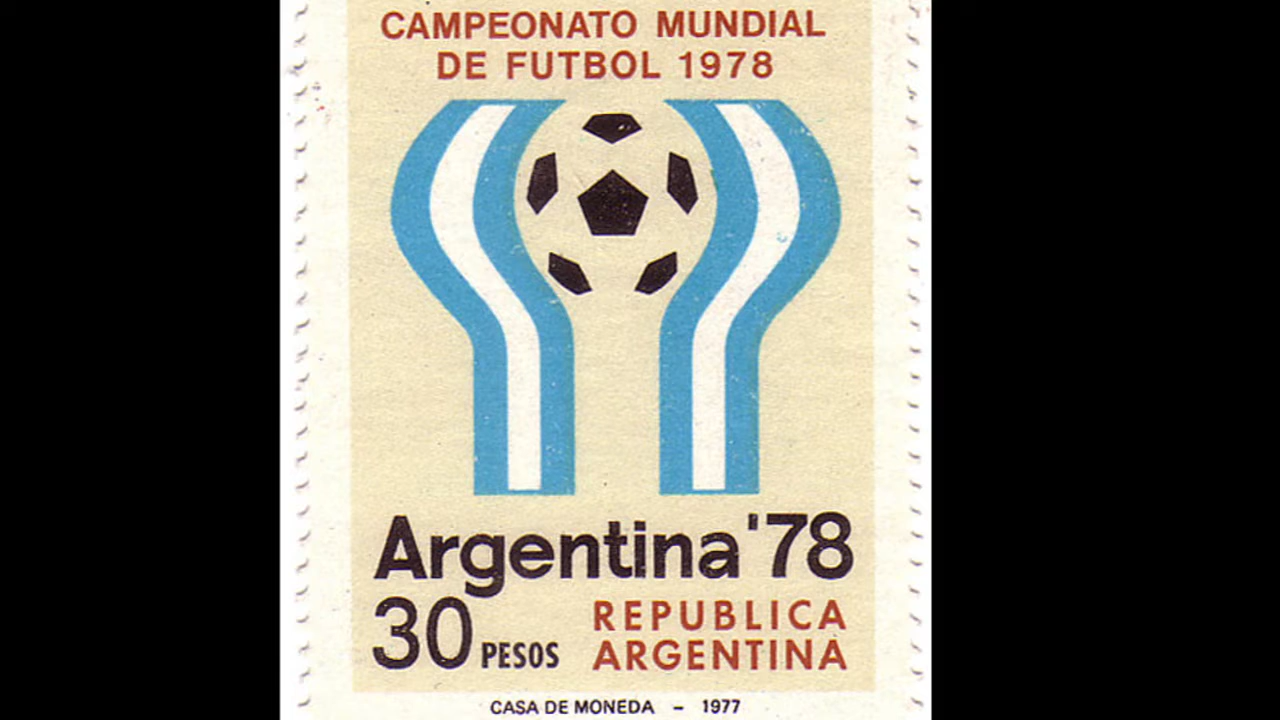 CAMPEONATO MUNDIAL
DE FUTBOL 1978
Argentina '78
30 PESOS
REPUBLICA
ARGENTINA
CASA DE MONEDA - 1977